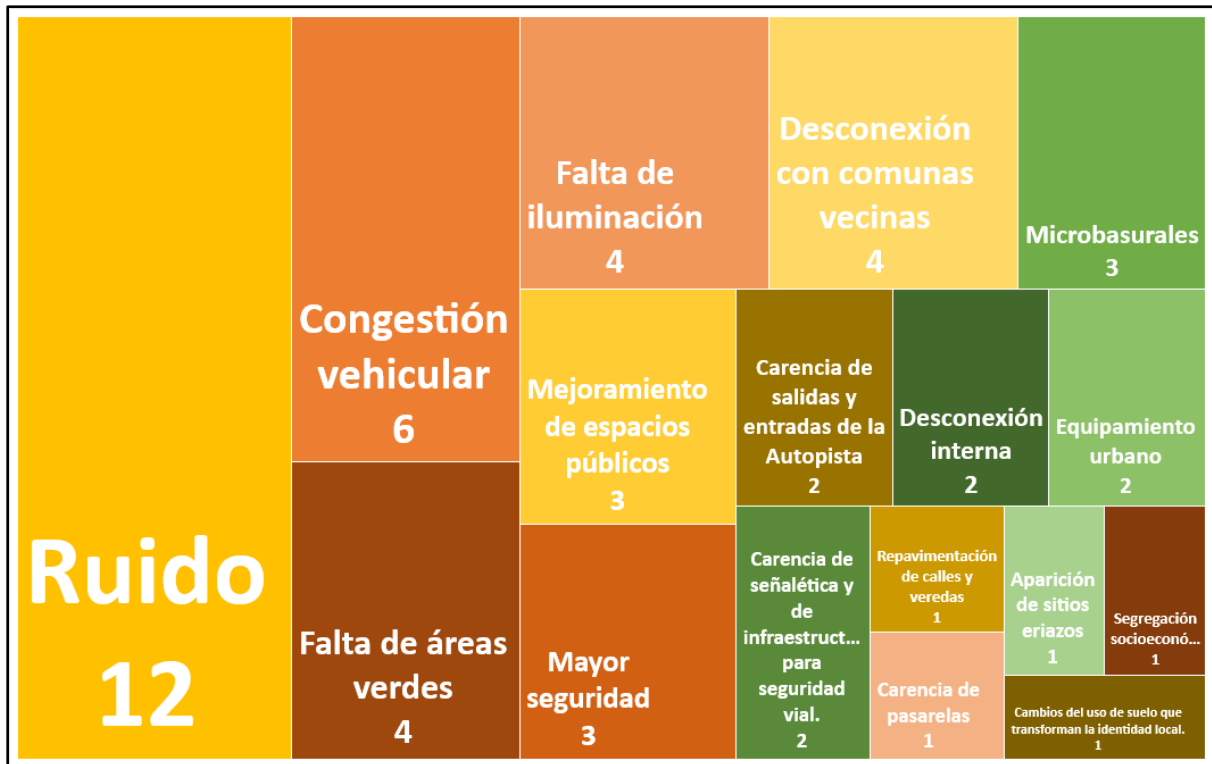 Ruido
12
Congestión
vehicular
6
Falta de áreas
verdes
4
Falta de
iluminación
4
Desconexión
con comunas
vecinas
4
Microbasurales
3
Mejoramiento
de espacios
públicos
3
Mayor
seguridad
3
Carencia de
salidas y
entradas de la
Autopista
2
Desconexión
interna
2
Equipamiento
urbano
2
Carencia de
señalética y
de
infraestruct...
para
seguridad
vial.
2
Repavimentación
de calles y
veredas
1
Carencia de
pasarelas
1
Aparición
de sitios
eriazos
1
Segregación
socioeconó...
1
Cambios del uso de suelo que
transforman la identidad local.
1